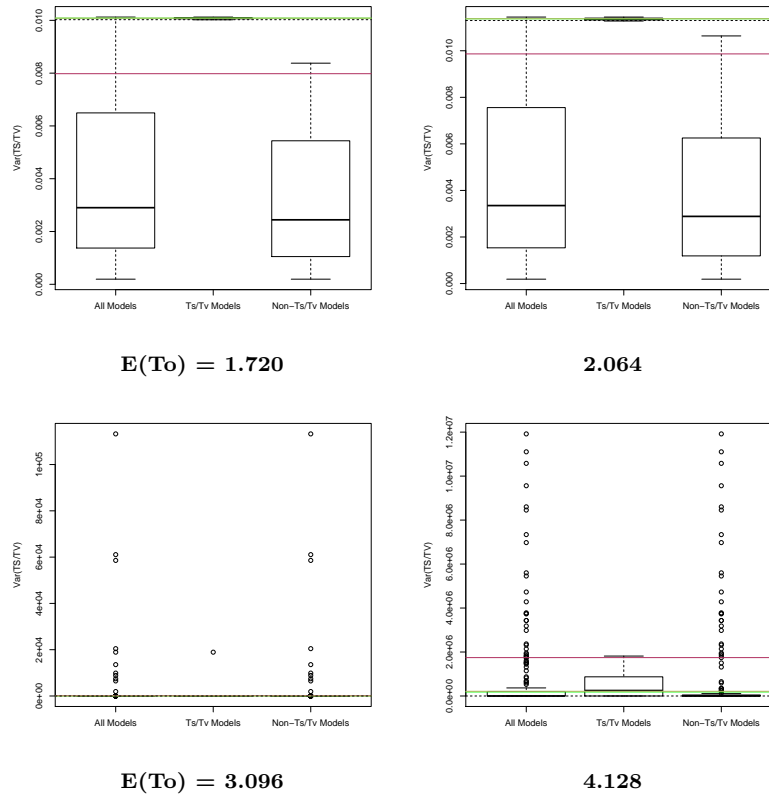 Var(TS/TV)
0.000 0.002 0.004 0.006 0.008 0.010
All Models Ts/Tv Models Non−Ts/Tv Models
Var(TS/TV)
0.000 0.002 0.004 0.006 0.008 0.010
All Models Ts/Tv Models Non−Ts/Tv Models
E(To) = 1.720
2.064
Var(TS/TV)
0e+00 2e+04 4e+04 6e+04 8e+04 1e+05
All Models Ts/Tv Models Non−Ts/Tv Models
Var(TS/TV)
0.0e+00 2.0e+06 4.0e+06 6.0e+06 8.0e+06 1.0e+07 1.2e+07
All Models Ts/Tv Models Non−Ts/Tv Models
E(To) = 3.096
4.128